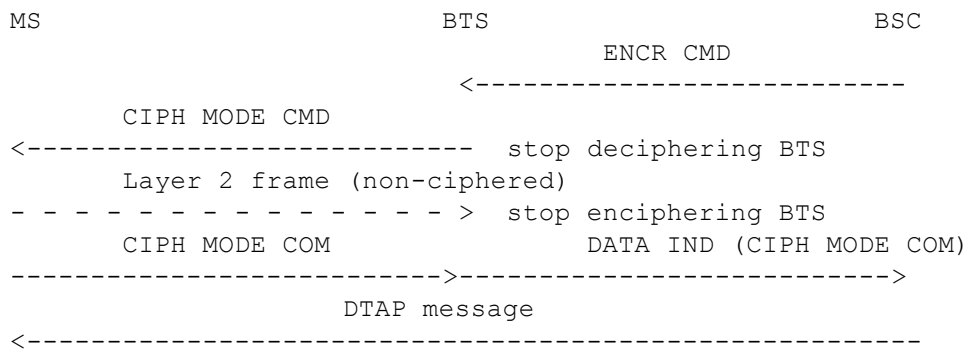 MS BTS BSC
ENCR CMD
<----------------------------
CIPH MODE CMD
<---------------------------- stop deciphering BTS
Layer 2 frame (non-ciphered)
- - - - - - - - - - - - - - > stop enciphering BTS
CIPH MODE COM DATA IND (CIPH MODE COM)
--------------------------->--------------------------->
DTAP message
<--------------------------------------------------------